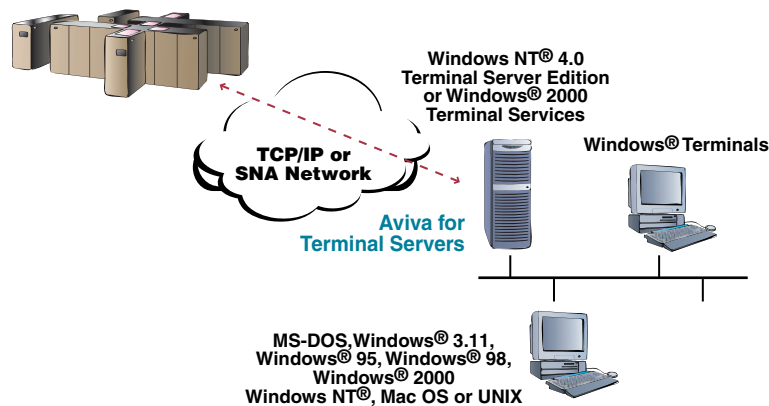 Windows NT® 4.0
Terminal Server Edition
or Windows® 2000
Terminal Services
Windows® Terminals
TCP/IP or
SNA Network
Aviva for
Terminal Servers
MS-DOS,Windows® 3.11,
Windows® 95, Windows® 98,
Windows® 2000
Windows NT®, Mac OS or UNIX